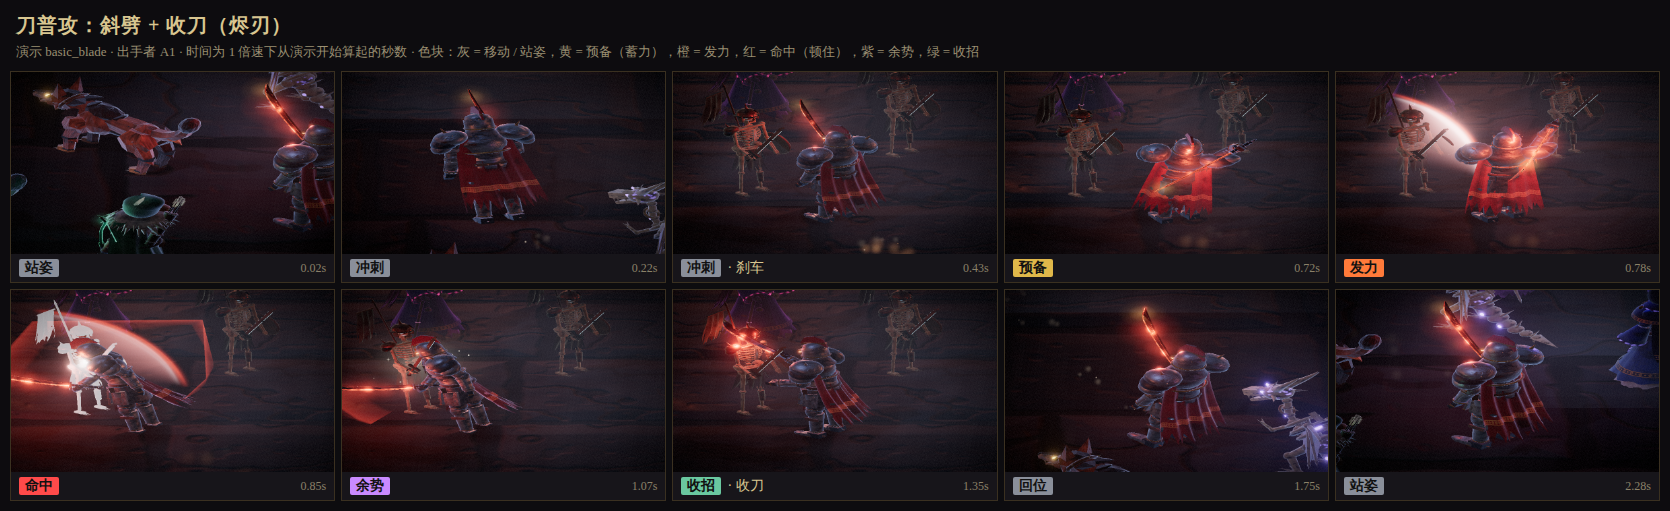 刀普攻：斜劈 + 收刀（烬刃）
演示 basic_blade · 出手者 A1 · 时间为 1 倍速下从演示开始算起的秒数 · 色块：灰 = 移动 / 站姿，黄 = 预备（蓄力），橙 = 发力，红 = 命中（顿住），紫 = 余势，绿 = 收招
站姿 0.02s
冲刺 0.22s
冲刺 · 刹车 0.43s
预备 0.72s
发力 0.78s
命中 0.85s
余势 1.07s
收招 · 收刀 1.35s
回位 1.75s
站姿 2.28s